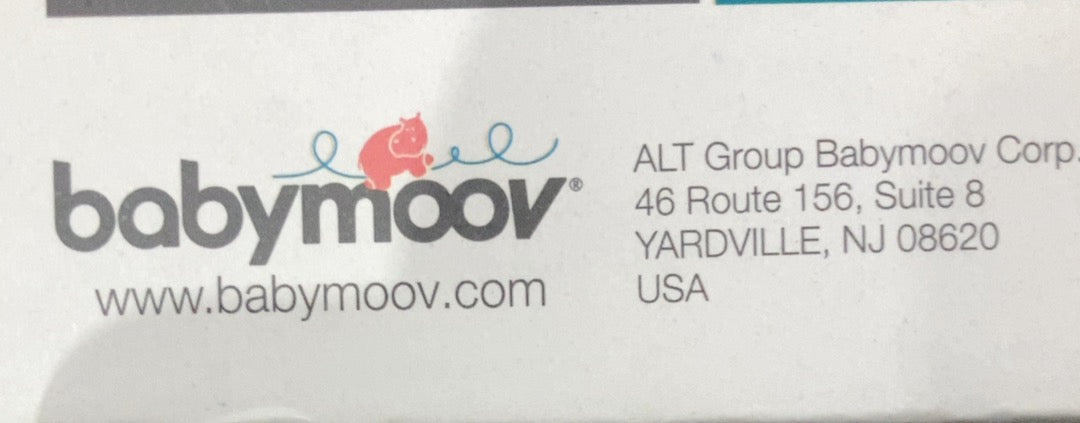 babymoov®
www.babymoov.com
ALT Group Babymoov Corp.
46 Route 156, Suite 8
YARDVILLE, NJ 08620
USA